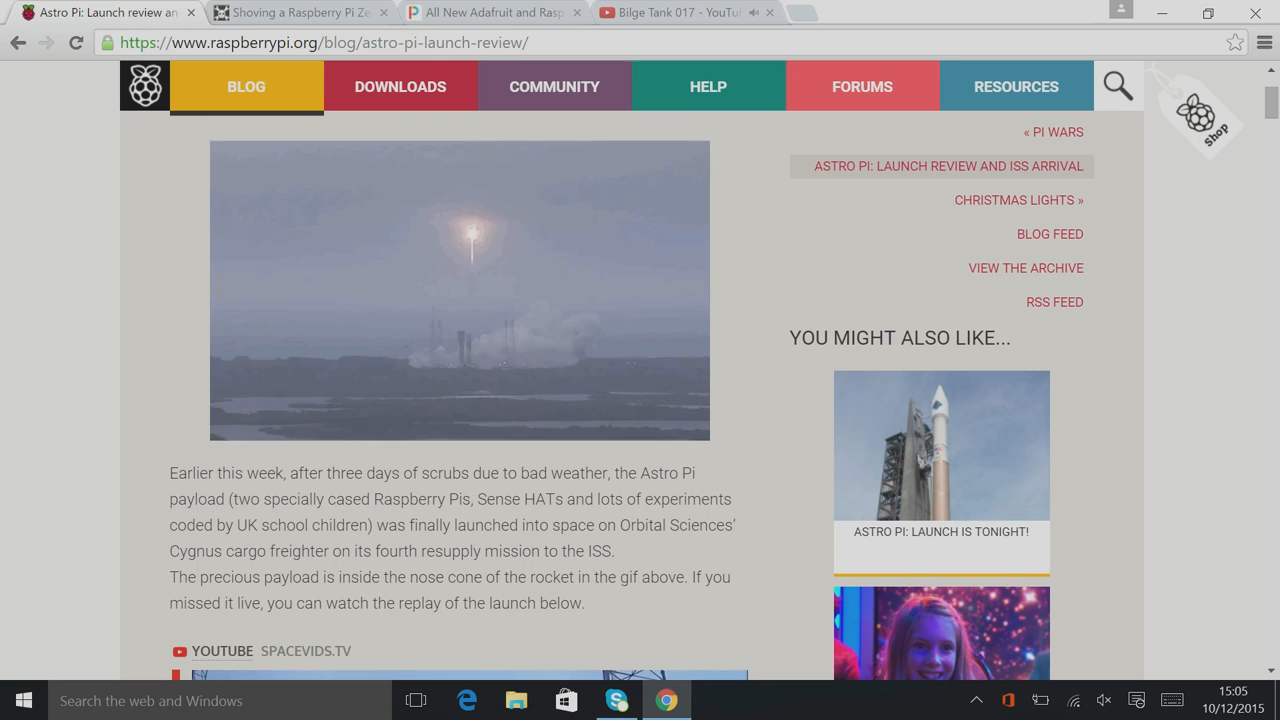 Astro Pi: Launch review an
Shoving a Raspberry Pi Ze
All New Adafruit and Rasp
Bilge Tank 017 - YouTu
https://www.raspberrypi.org/blog/astro-pi-launch-review/
BLOG DOWNLOADS COMMUNITY HELP FORUMS RESOURCES
shop
« PI WARS
ASTRO PI: LAUNCH REVIEW AND ISS ARRIVAL
CHRISTMAS LIGHTS »
BLOG FEED
VIEW THE ARCHIVE
RSS FEED
YOU MIGHT ALSO LIKE...
ASTRO PI: LAUNCH IS TONIGHT!
Earlier this week, after three days of scrubs due to bad weather, the Astro Pi
payload (two specially cased Raspberry Pis, Sense HATs and lots of experiments
coded by UK school children) was finally launched into space on Orbital Sciences’
Cygnus cargo freighter on its fourth resupply mission to the ISS.
The precious payload is inside the nose cone of the rocket in the gif above. If you
missed it live, you can watch the replay of the launch below.
YOUTUBE SPACEVIDS.TV
Search the web and Windows
15:05
10/12/2015